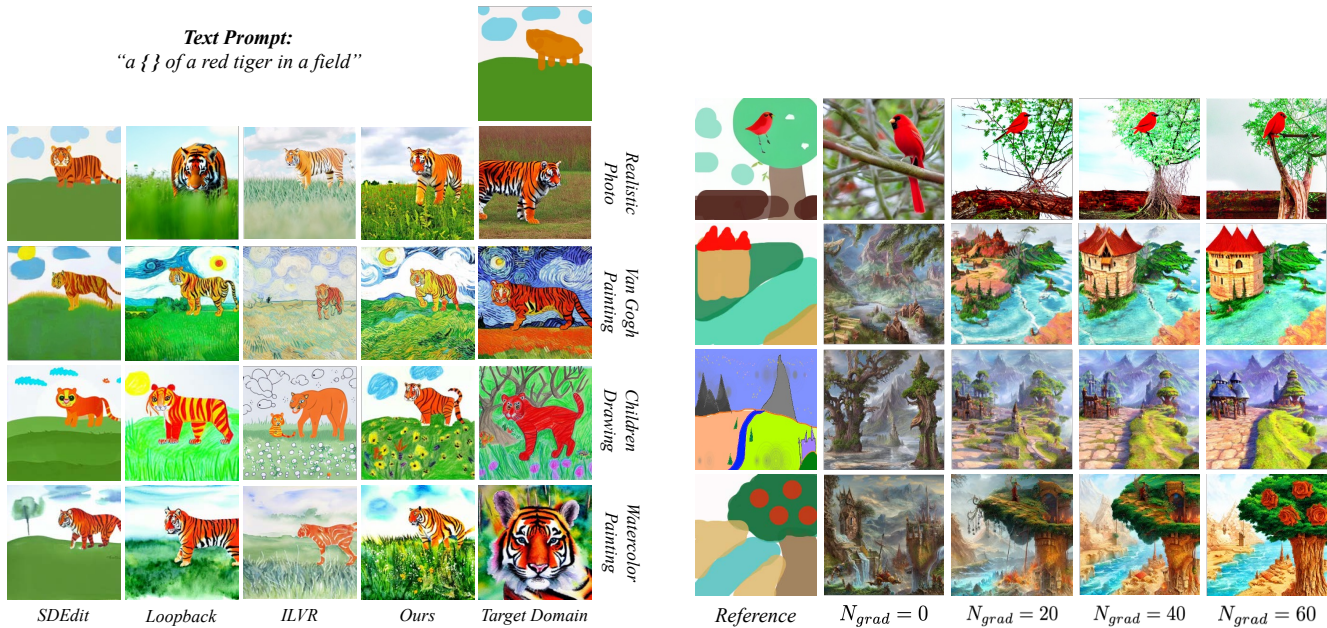 Text Prompt:
“a { } of a red tiger in a field”
Realistic
Photo
Van Gogh
Painting
Children
Drawing
Watercolor
Painting
SDEdit
Loopback
ILVR
Ours
Target Domain
Reference
N_grad = 0
N_grad = 20
N_grad = 40
N_grad = 60